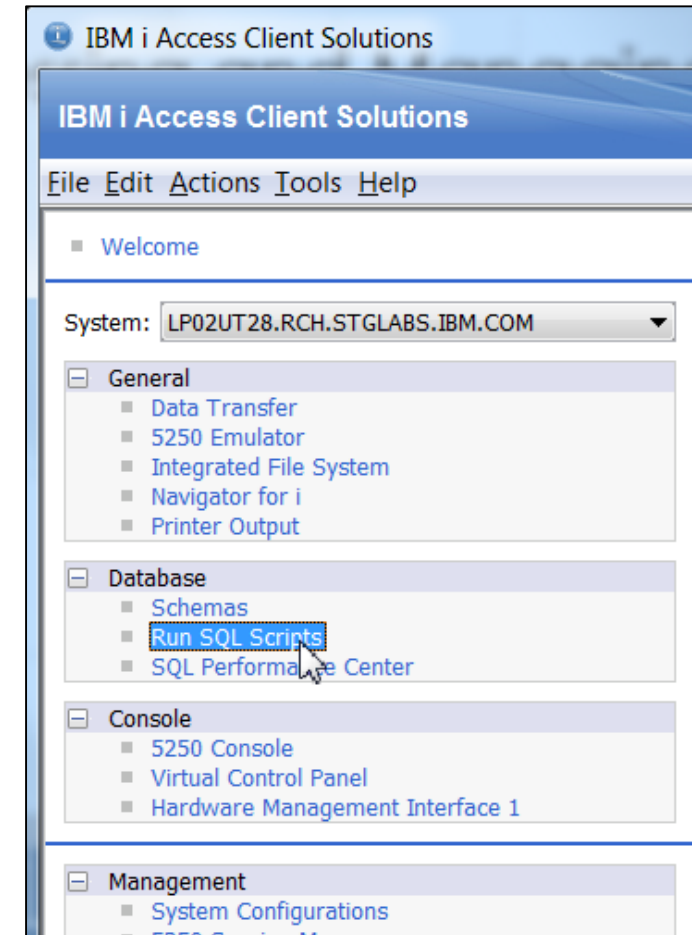 IBM i Access Client Solutions
IBM i Access Client Solutions
File Edit Actions Tools Help
Welcome
System: LP02UT28.RCH.STGLABS.IBM.COM
General
Data Transfer
5250 Emulator
Integrated File System
Navigator for i
Printer Output
Database
Schemas
Run SQL Scripts
SQL Performance Center
Console
5250 Console
Virtual Control Panel
Hardware Management Interface 1
Management
System Configurations